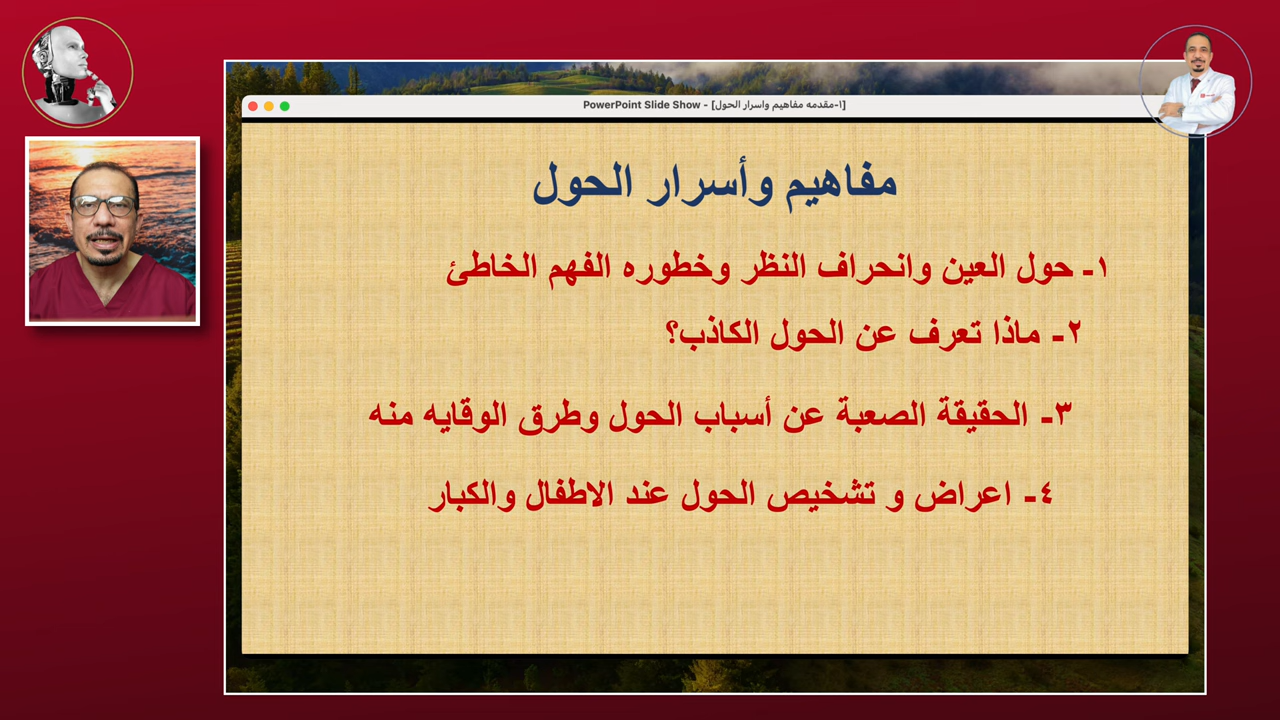 PowerPoint Slide Show - [١-مقدمه مفاهيم واسرار الحول]
مفاهيم وأسرار الحول
١- حول العين وانحراف النظر وخطوره الفهم الخاطئ
٢- ماذا تعرف عن الحول الكاذب؟
٣- الحقيقة الصعبة عن أسباب الحول وطرق الوقايه منه
٤- اعراض و تشخيص الحول عند الاطفال والكبار